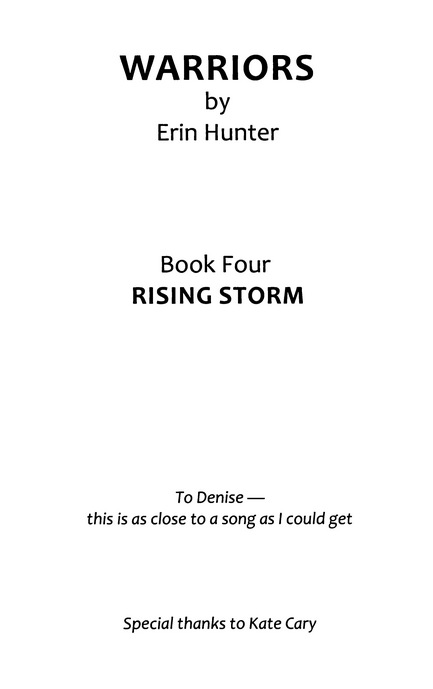 WARRIORS
by
Erin Hunter
Book Four
RISING STORM
To Denise —
this is as close to a song as I could get
Special thanks to Kate Cary